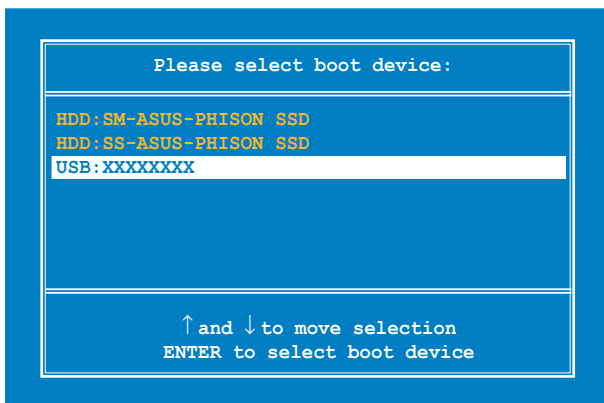 Please select boot device:
HDD:SM-ASUS-PHISON SSD
HDD:SS-ASUS-PHISON SSD
USB:XXXXXXXX
↑and ↓to move selection
ENTER to select boot device